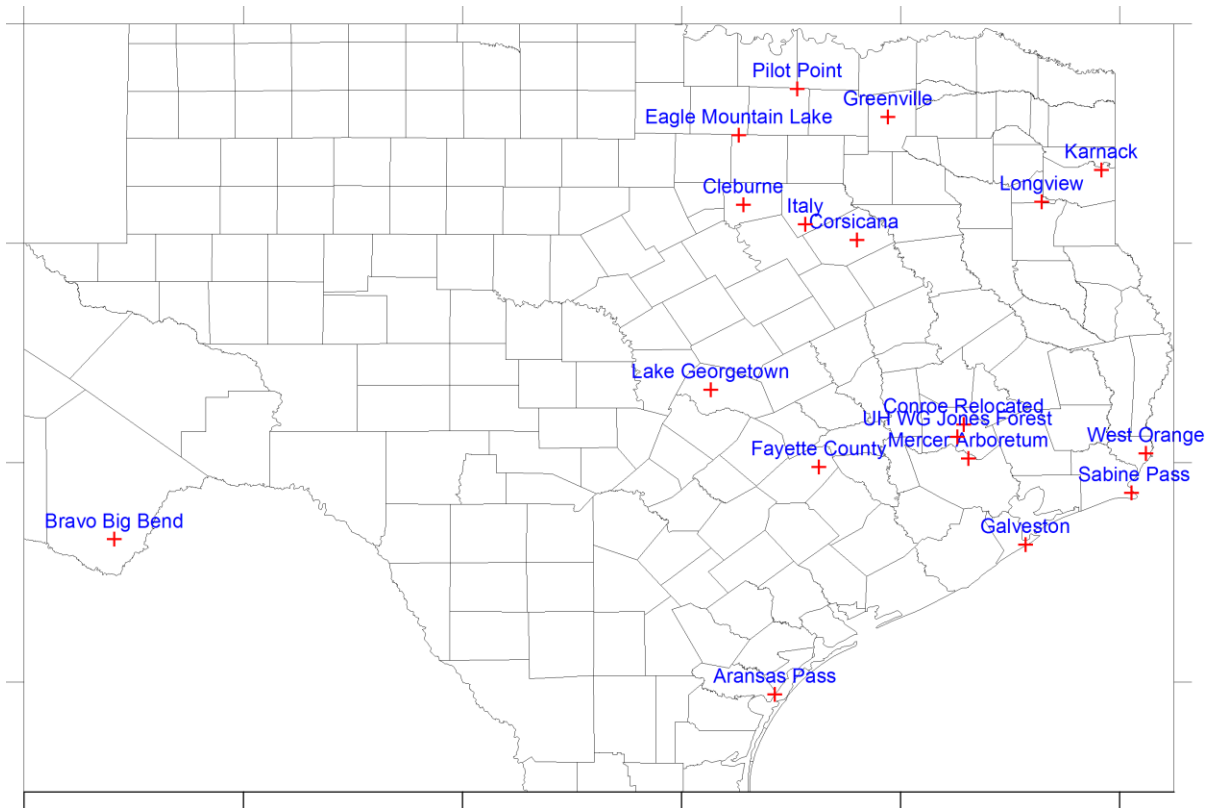 Pilot Point
Greenville
Eagle Mountain Lake
Karnack
Longview
Cleburne
Italy
Corsicana
Lake Georgetown
Conroe Relocated
UH WG Jones Forest
West Orange
Mercer Arboretum
Fayette County
Sabine Pass
Bravo Big Bend
Galveston
Aransas Pass